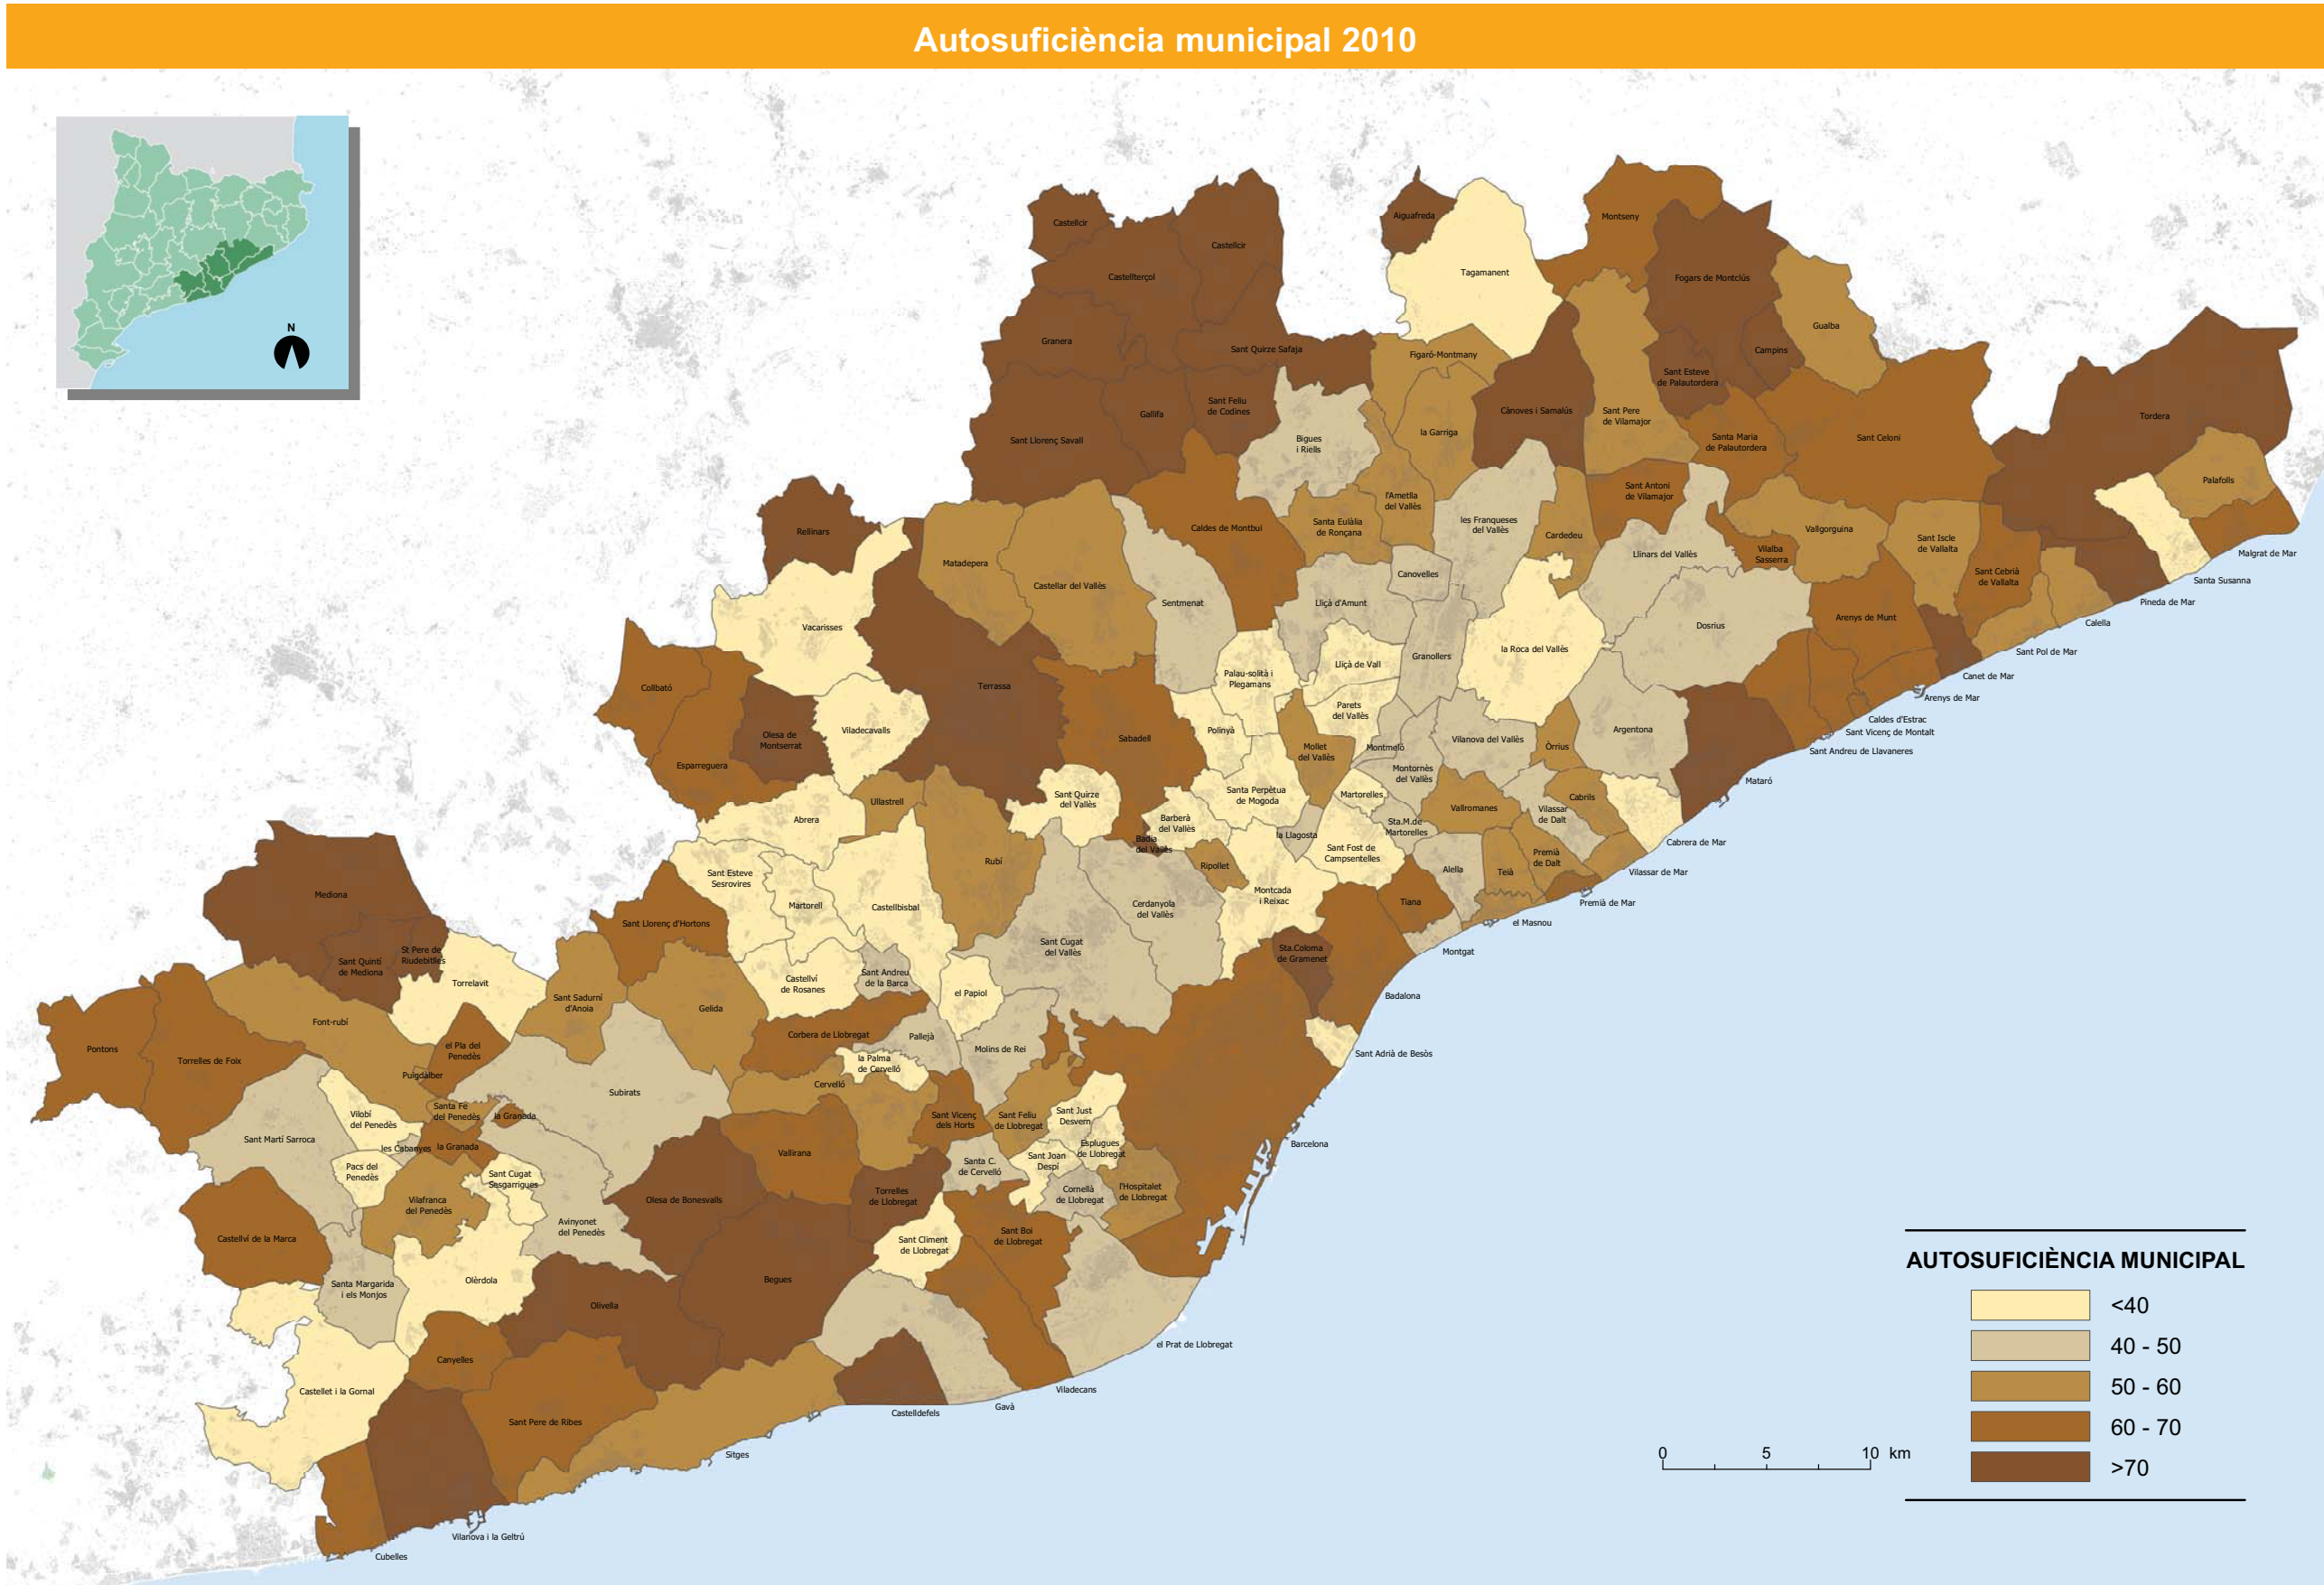 Autosuficiència municipal 2010
N
Castellcir
Castellcir
Castellterçol
Granera
Sant Quirze Safaja
Sant Llorenç Savall
Gallifa
Sant Feliu
de Codines
Aiguafreda
Tagamanent
Montseny
Fogars de Montclús
Gualba
Campins
Sant Esteve
de Palautordera
Figaró-Montmany
la Garriga
Cànoves i Samalús
Sant Pere
de Vilamajor
Santa Maria
de Palautordera
Sant Celoni
Tordera
Palafolls
Bigues
i Riells
l'Ametlla
del Vallès
Sant Antoni
de Vilamajor
Caldes de Montbui
Santa Eulàlia
de Ronçana
les Franqueses
del Vallès
Cardedeu
Llinars del Vallès
Vilalba
Sasserra
Vallgorguina
Sant Iscle
de Vallalta
Sant Cebrià
de Vallalta
Malgrat de Mar
Santa Susanna
Pineda de Mar
Calella
Sant Pol de Mar
Canet de Mar
Arenys de Mar
Caldes d'Estrac
Sant Vicenç de Montalt
Sant Andreu de Llavaneres
Mataró
Arenys de Munt
Dosrius
Argentona
Rellinars
Matadepera
Castellar del Vallès
Sentmenat
Canovelles
Lliçà d'Amunt
Vacarisses
Granollers
la Roca del Vallès
Lliçà de Vall
Palau-solità i
Plegamans
Parets
del Vallès
Terrassa
Collbató
Olesa de
Montserrat
Viladecavalls
Esparreguera
Sabadell
Polinyà
Mollet
del Vallès
Montmeló
Vilanova del Vallès
Òrrius
Montornès
del Vallès
Santa Perpètua
de Mogoda
Martorelles
Vallromanes
Cabrils
Vilassar
de Dalt
Cabrera de Mar
Vilassar de Mar
Sant Quirze
del Vallès
Ullastrell
Abrera
Barberà
del Vallès
Badia
del Vallès
la Llagosta
Sta.M.de
Martorelles
Sant Fost de
Campsentelles
Alella
Teià
Premià
de Dalt
Premià de Mar
el Masnou
Montgat
Rubí
Ripollet
Montcada
i Reixac
Tiana
Sant Esteve
Sesrovires
Martorell
Castellbisbal
Cerdanyola
del Vallès
Sant Cugat
del Vallès
Sta.Coloma
de Gramenet
Badalona
Sant Adrià de Besòs
Barcelona
Mediona
Sant Quintí
de Mediona
St Pere de
Riudebitlles
Torrelavit
Sant Llorenç d'Hortons
Castellví
de Rosanes
Sant Andreu
de la Barca
el Papiol
Sant Sadurní
d'Anoia
Gelida
Font-rubí
Corbera de Llobregat
Pallejà
Molins de Rei
Pontons
Torrelles de Foix
el Pla del
Penedès
la Palma
de Cervelló
Puigdàlber
Cervelló
Subirats
Vilobí
del Penedès
Santa Fe
del Penedès
la Granada
Sant Vicenç
dels Horts
Sant Feliu
de Llobregat
Sant Just
Desvern
Sant Martí Sarroca
les Cabanyes
la Granada
Vallirana
Esplugues
de Llobregat
Pacs del
Penedès
Sant Cugat
Sesgarrigues
Santa C.
de Cervelló
Sant Joan
Despí
Cornellà
de Llobregat
l'Hospitalet
de Llobregat
Vilafranca
del Penedès
Olesa de Bonesvalls
Torrelles
de Llobregat
Avinyonet
del Penedès
Castellví de la Marca
Sant Climent
de Llobregat
Sant Boi
de Llobregat
Santa Margarida
i els Monjos
Olèrdola
Begues
Olivella
el Prat de Llobregat
Viladecans
Gavà
Castelldefels
Canyelles
Castellet i la Gornal
Sant Pere de Ribes
Sitges
Vilanova i la Geltrú
Cubelles
AUTOSUFICIÈNCIA MUNICIPAL
<40
40 - 50
50 - 60
60 - 70
>70
0 5 10 km